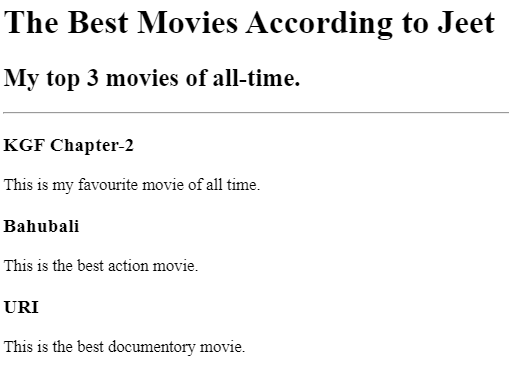 The Best Movies According to Jeet
My top 3 movies of all-time.
KGF Chapter-2
This is my favourite movie of all time.
Bahubali
This is the best action movie.
URI
This is the best documentory movie.